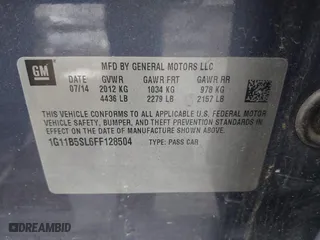 GM
MFD BY GENERAL MOTORS LLC
07/14 GVWR GAWR FRT GAWR RR
2012 KG 1034 KG 978 KG
4436 LB 2279 LB 2157 LB
THIS VEHICLE CONFORMS TO ALL APPLICABLE U.S. FEDERAL MOTOR
VEHICLE SAFETY, BUMPER, AND THEFT PREVENTION STANDARDS IN
EFFECT ON THE DATE OF MANUFACTURE SHOWN ABOVE.
1G11B5SL6FF128504 TYPE: PASS CAR